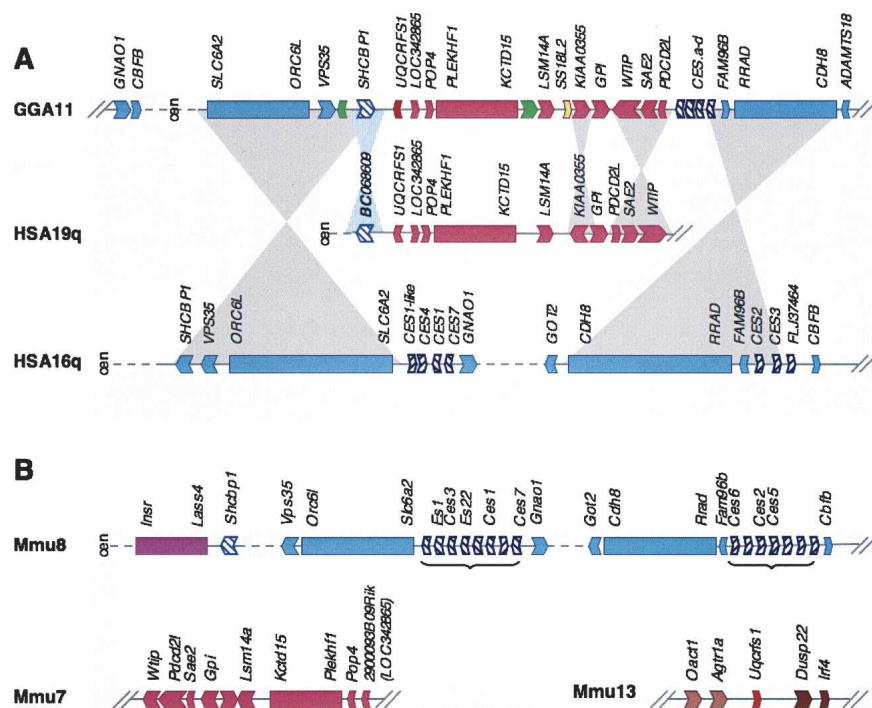 A
GNAO1 CBFB SLC6A2 ORC6L VPS35 SHCBP1 UQCRFS1 LOC342865 POP4 PLEKHF1 KCTD15 LSM14A SS18L2 KIAA0355 GPI WTIP SAE2 PDCD2L CES.a-d FAM96B RRAD CDH8 ADAMTS18
GGA11 cen
BC068609 UQCRFS1 LOC342865 POP4 PLEKHF1 KCTD15 LSM14A KIAA0355 GPI PDCD2L SAE2 WTIP
HSA19q cen
SHCBP1 VPS35 ORC6L SLC6A2 CES1-like CES4 CES1 CES7 GNAO1 GOT2 CDH8 RRAD FAM96B CES2 CES3 FLJ37464 CBFB
HSA16q cen
B
Insr Lass4 Shcbp1 Vps35 Orc6l Slc6a2 Es1 Ces3 Es22 Ces1 Ces7 Gnao1 Got2 Cdh8 Rrad Fam96b Ces6 Ces2 Ces5 Cbfb
Mmu8 cen
Wtip Pdcd2l Sae2 Gpi Lsm14a Kctd15 Plekhf1 Pop4 2900093B09Rik (LOC342865)
Mmu7
Oact1 Agtr1a Uqcrfs1 Dusp22 Irf4
Mmu13